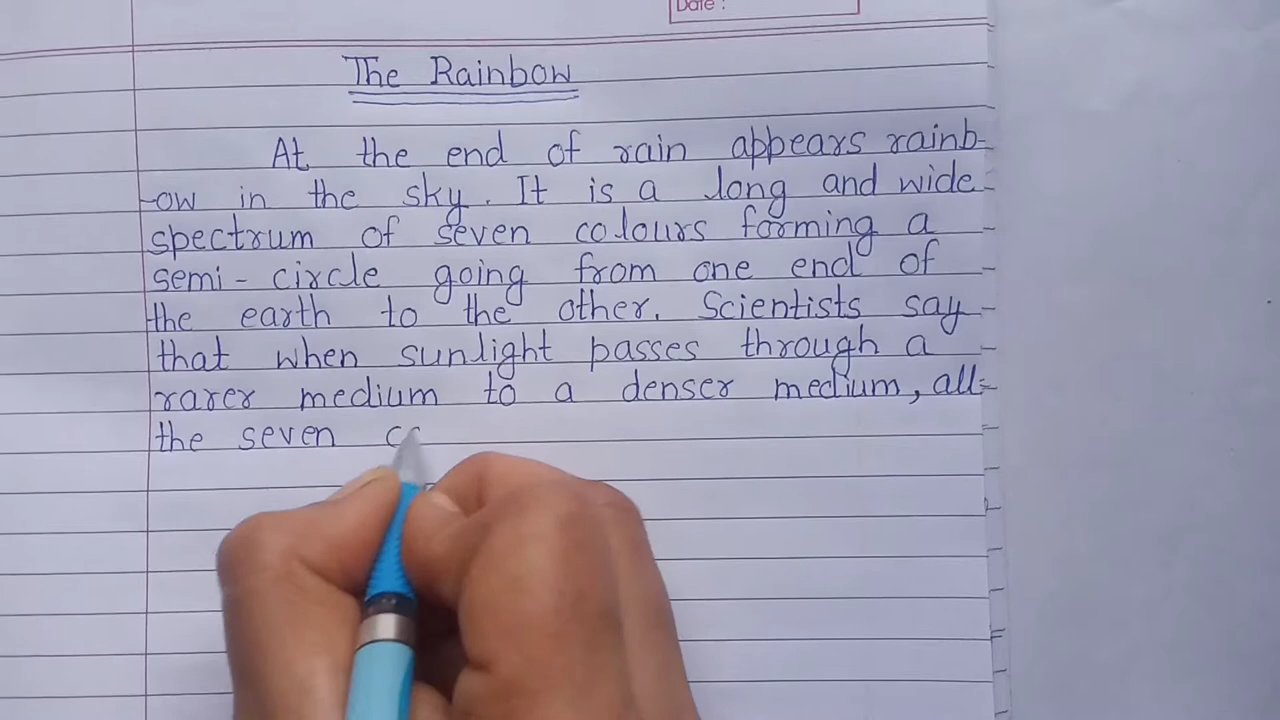 Date :
The Rainbow
At the end of rain appears rainb-
-ow in the sky. It is a long and wide
spectrum of seven colours forming a
semi-circle going from one end of
the earth to the other. Scientists say
that when sunlight passes through a
rarer medium to a denser medium, all
the seven